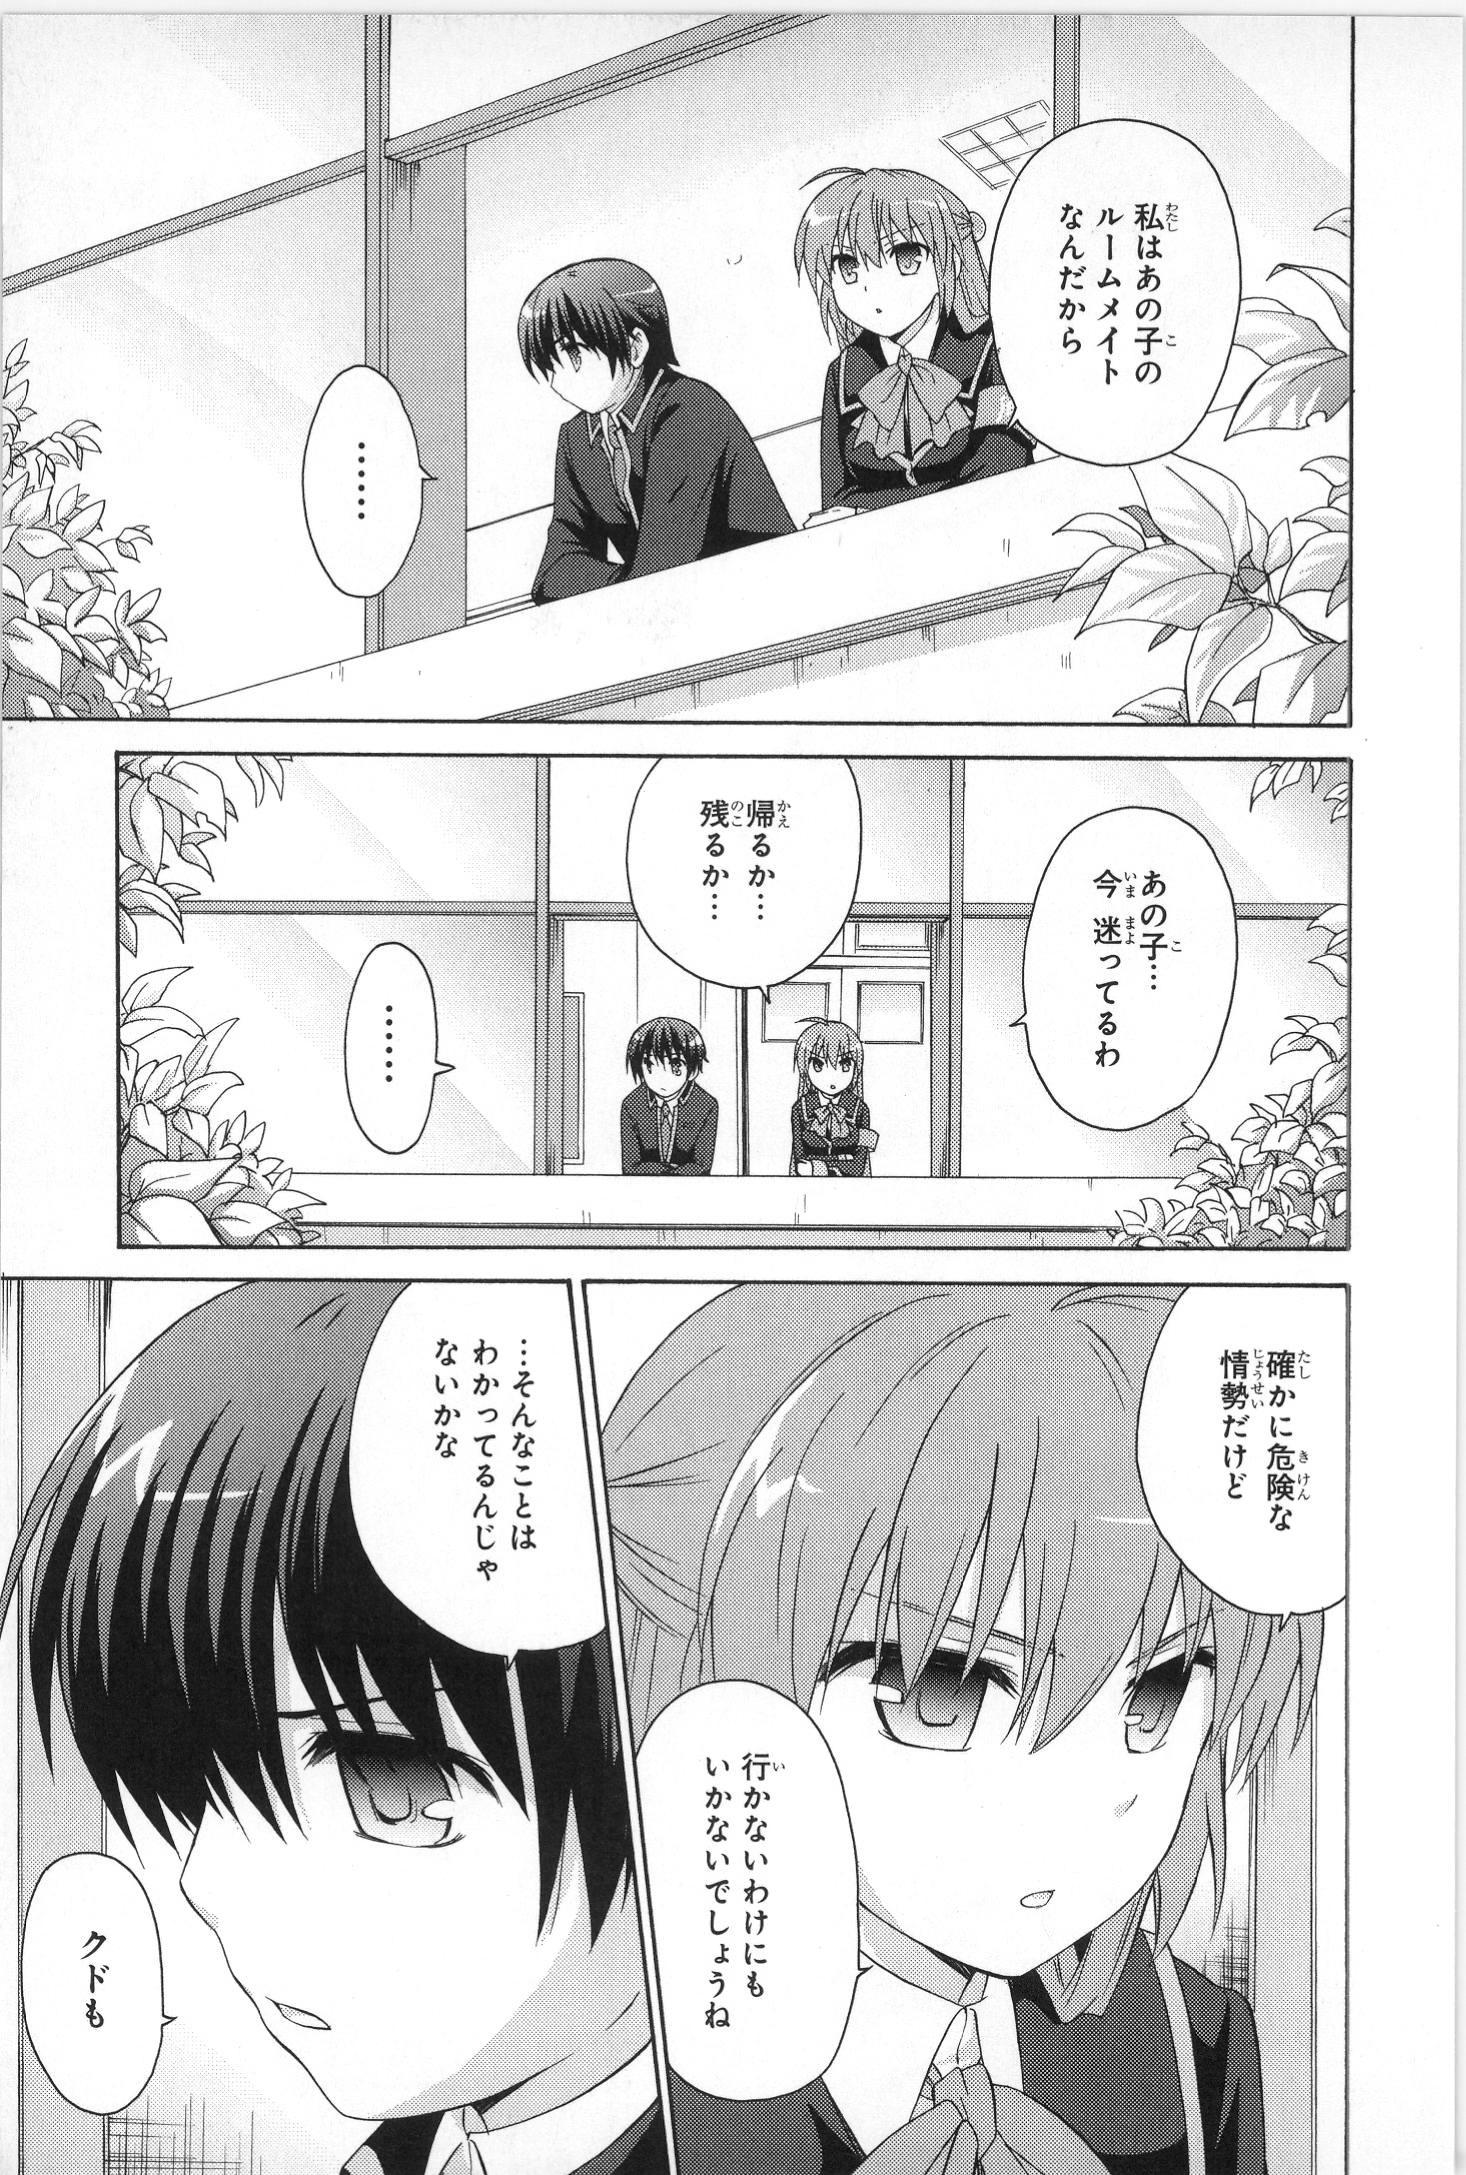 私はあの子の
ルームメイト
なんだから
……
あの子…
今 迷ってるわ
帰るか…
残るか…
……
確かに危険な
情勢だけど
行かないわけにも
いかないでしょうね
…そんなことは
わかってるんじゃ
ないかな
クドも